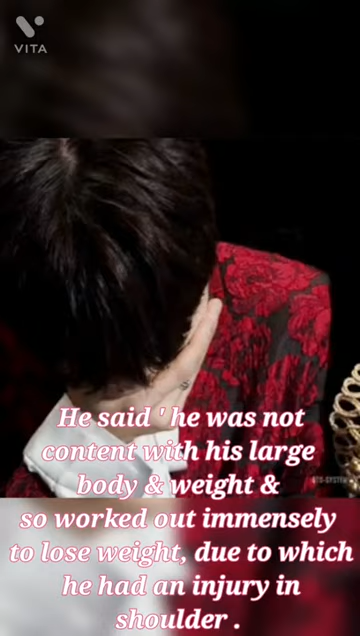 VITA
He said ' he was not
content with his large
body & weight &
so worked out immensely
to lose weight, due to which
he had an injury in
shoulder .